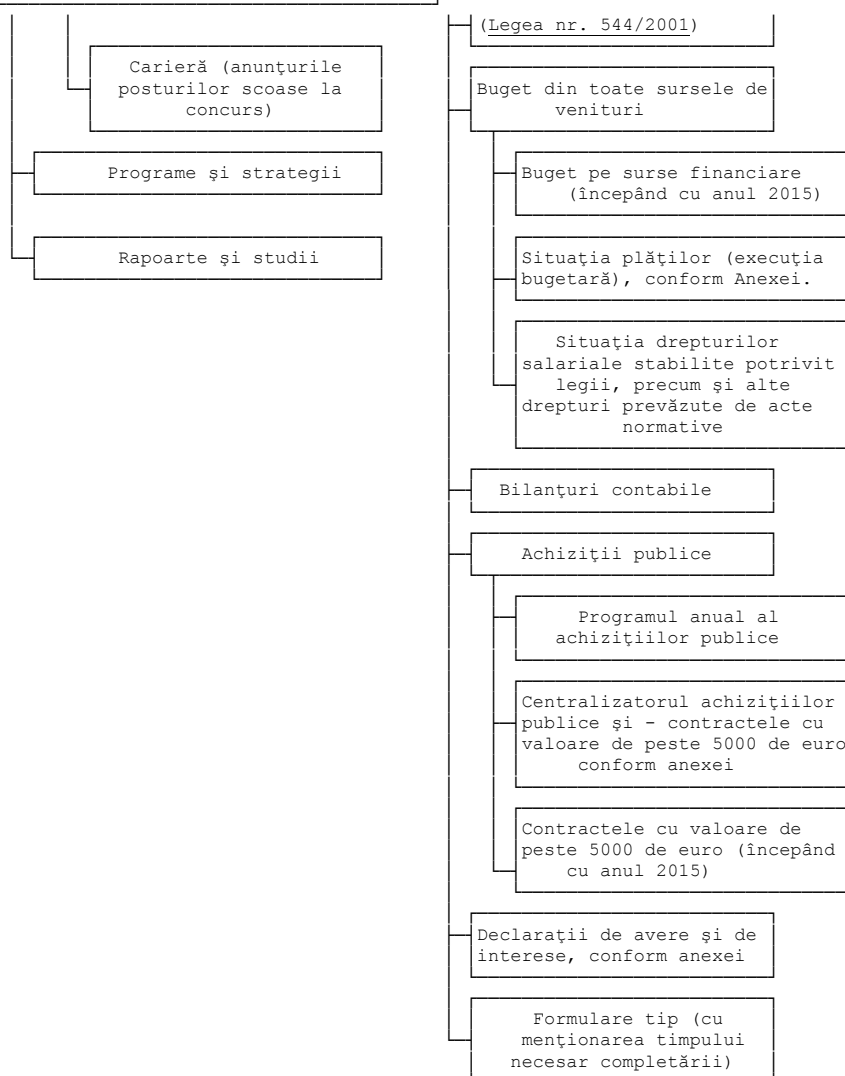 Carieră (anunţurile
posturilor scoase la
concurs)
Programe şi strategii
Rapoarte şi studii
(Legea nr. 544/2001)
Buget din toate sursele de
venituri
Buget pe surse financiare
(începând cu anul 2015)
Situaţia plăţilor (execuţia
bugetară), conform Anexei.
Situaţia drepturilor
salariale stabilite potrivit
legii, precum şi alte
drepturi prevăzute de acte
normative
Bilanţuri contabile
Achiziţii publice
Programul anual al
achiziţiilor publice
Centralizatorul achiziţiilor
publice şi - contractele cu
valoare de peste 5000 de euro
conform anexei
Contractele cu valoare de
peste 5000 de euro (începând
cu anul 2015)
Declaraţii de avere şi de
interese, conform anexei
Formulare tip (cu
menţionarea timpului
necesar completării)